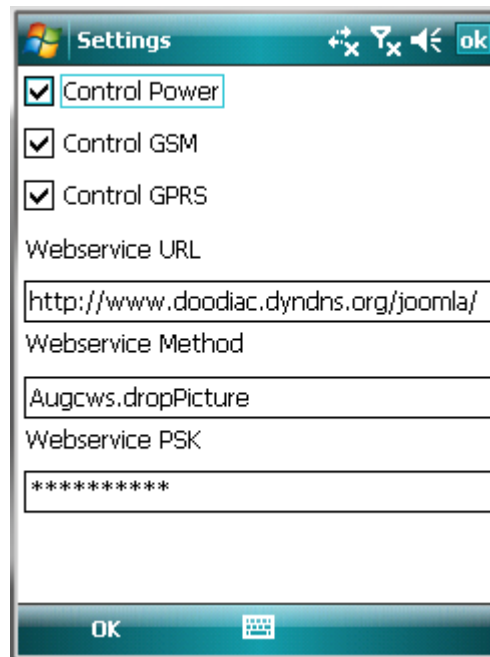 Settings ok
Control Power
Control GSM
Control GPRS
Webservice URL
http://www.doodiac.dyndns.org/joomla/
Webservice Method
Augcws.dropPicture
Webservice PSK
**********
OK